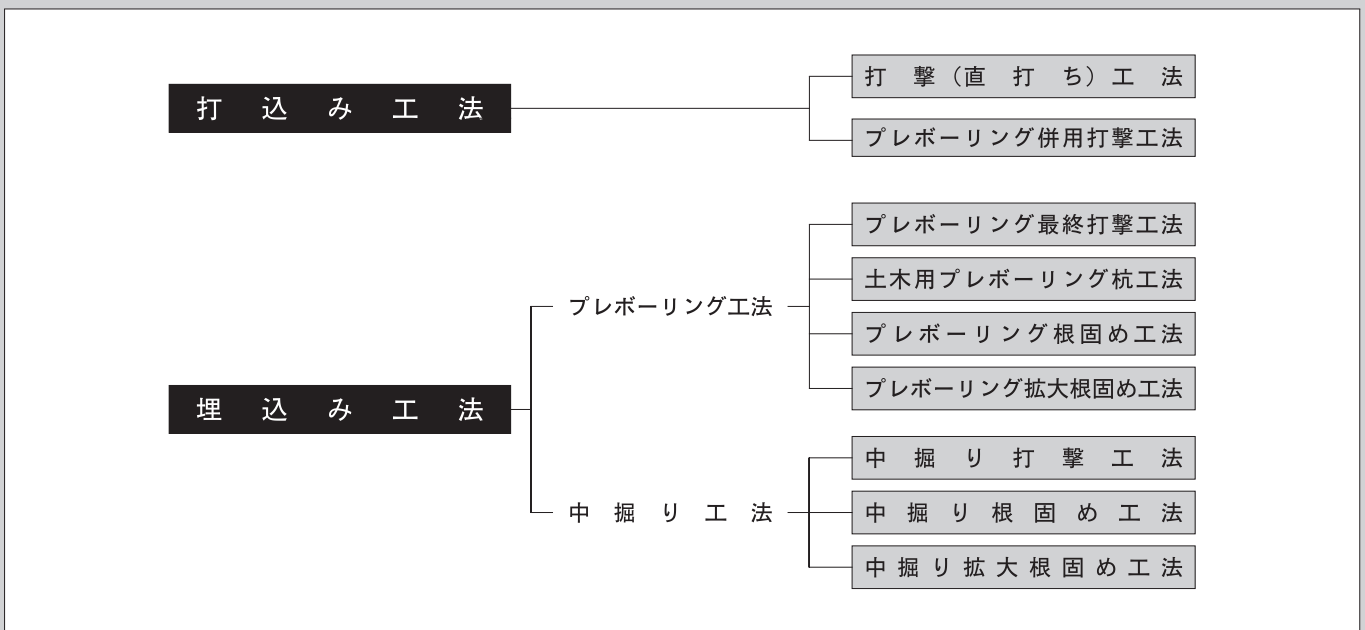 打込み工法
打撃（直打ち）工法
プレボーリング併用打撃工法
埋込み工法
プレボーリング工法
プレボーリング最終打撃工法
土木用プレボーリング杭工法
プレボーリング根固め工法
プレボーリング拡大根固め工法
中掘り工法
中掘り打撃工法
中掘り根固め工法
中掘り拡大根固め工法